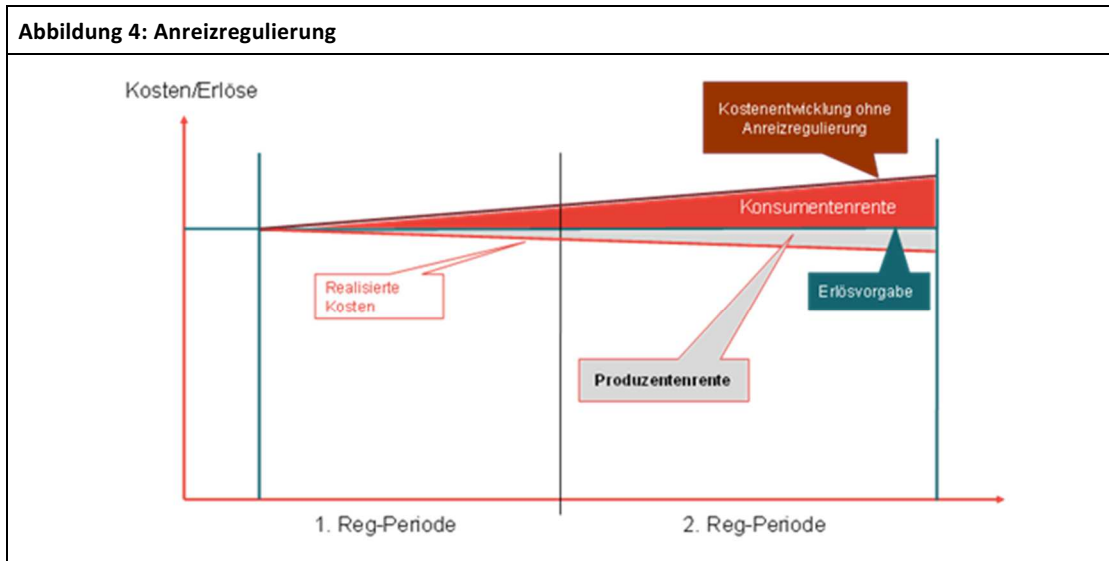 Abbildung 4: Anreizregulierung
Kosten/Erlöse
Kostenentwicklung ohne
Anreizregulierung
Konsumentenrente
Realisierte
Kosten
Erlösvorgabe
Produzentenrente
1. Reg-Periode
2. Reg-Periode